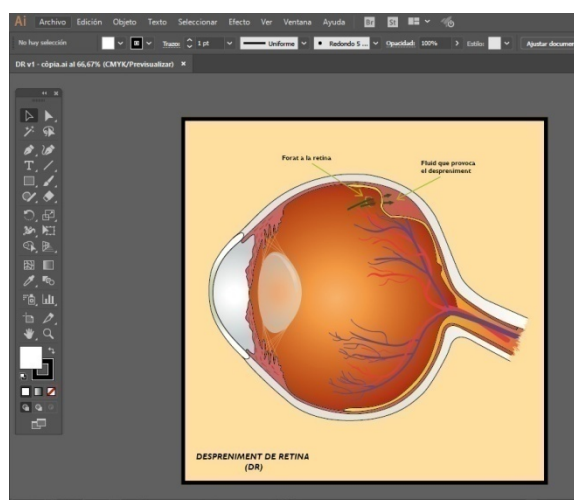 Ai Archivo Edición Objeto Texto Seleccionar Efecto Ver Ventana Ayuda Br St
No hay selección Trazo: 1 pt Uniforme Redondo S... Opacidad: 100% Estilo: Ajustar documen
DR v1 - còpia.ai al 66,67% (CMYK/Previsualizar) ×
Forat a la retina
Fluid que provoca
el despreniment
DESPRENIMENT DE RETINA
(DR)